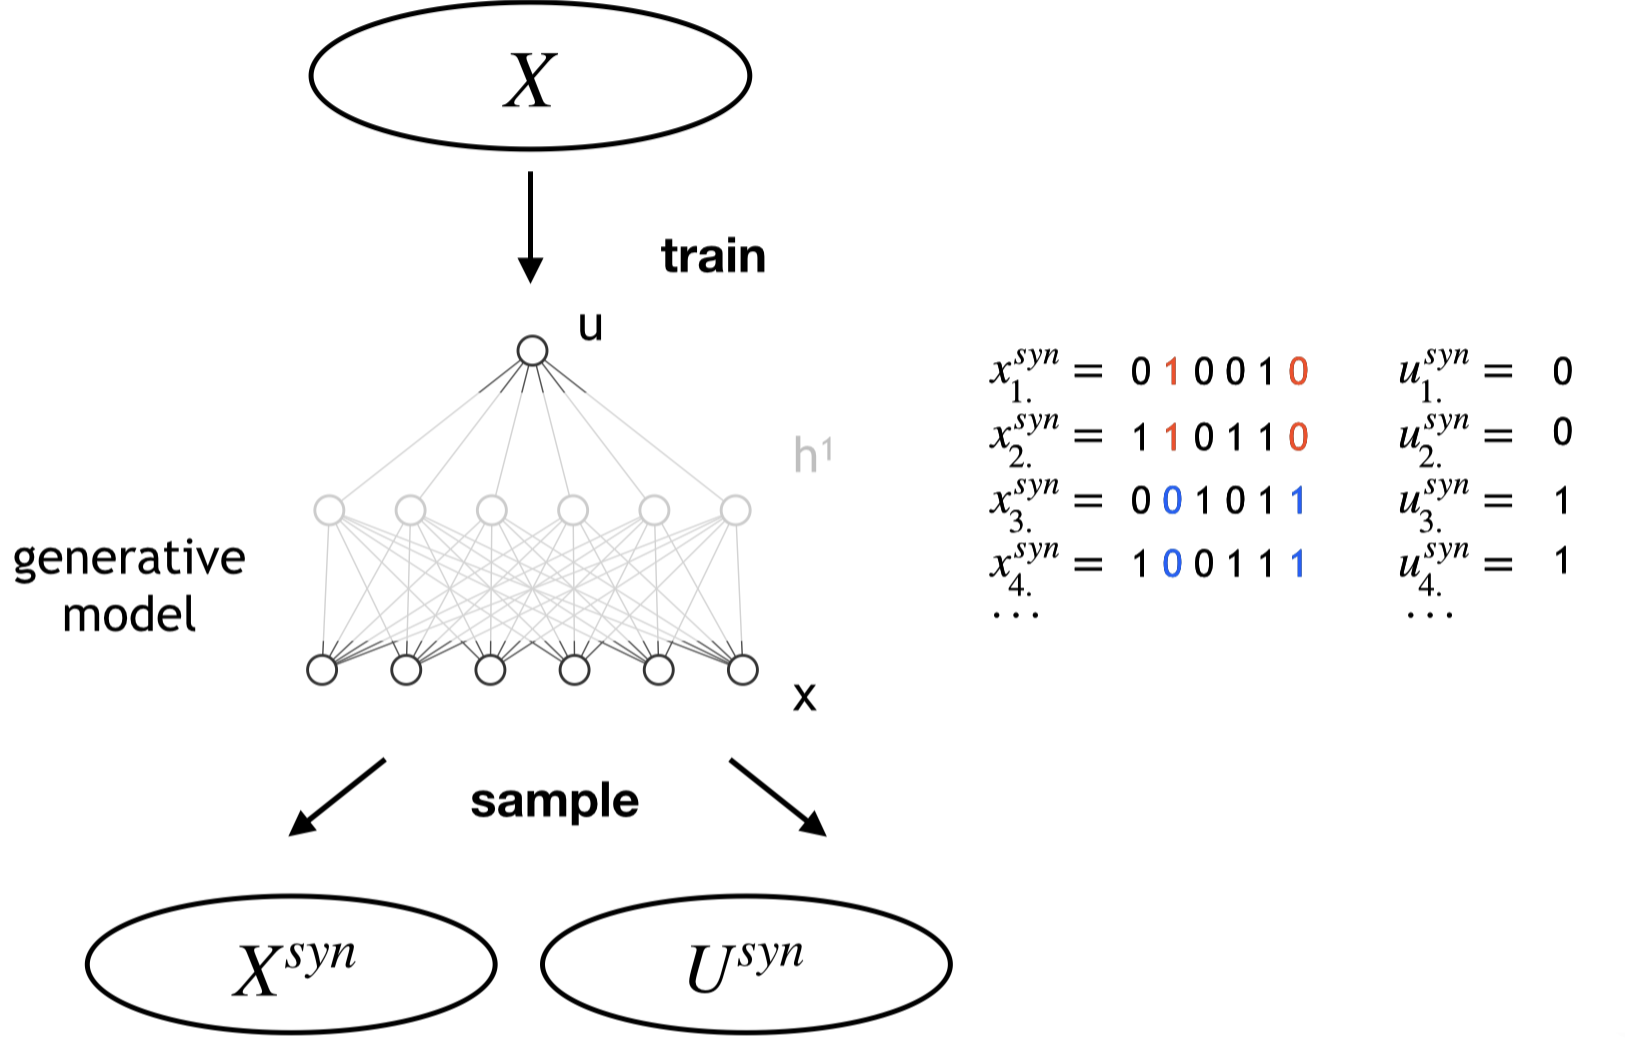 X
train
u
h¹
generative
model
x
sample
X^{syn}
U^{syn}
x_{1.}^{syn} = 0 1 0 0 1 0 u_{1.}^{syn} = 0
x_{2.}^{syn} = 1 1 0 1 1 0 u_{2.}^{syn} = 0
x_{3.}^{syn} = 0 0 1 0 1 1 u_{3.}^{syn} = 1
x_{4.}^{syn} = 1 0 0 1 1 1 u_{4.}^{syn} = 1
... ...